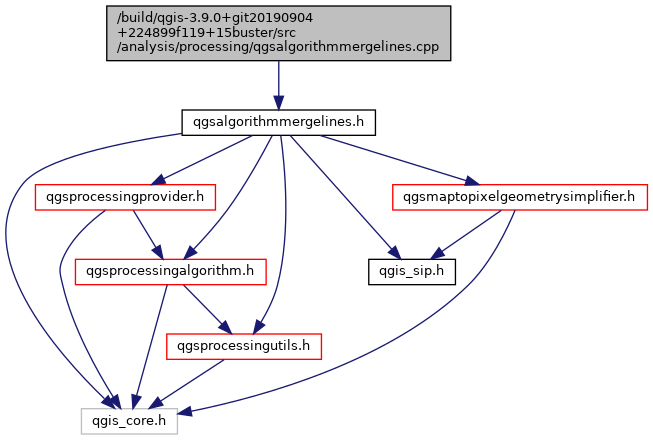 /build/qgis-3.9.0+git20190904
+224899f119+15buster/src
/analysis/processing/qgsalgorithmmergelines.cpp
qgsalgorithmmergelines.h
qgsprocessingprovider.h
qgsmaptopixelgeometrysimplifier.h
qgsprocessingalgorithm.h
qgis_sip.h
qgsprocessingutils.h
qgis_core.h